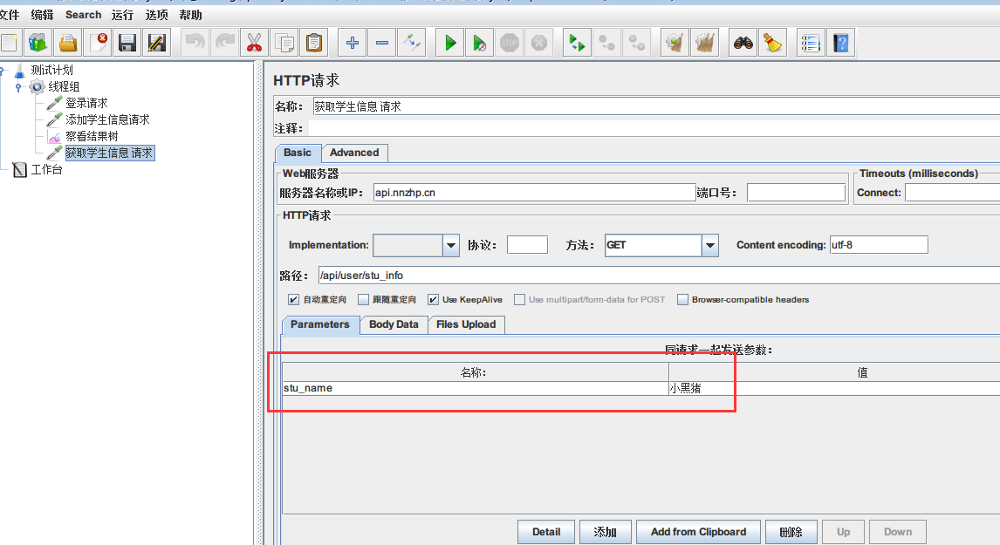 文件 编辑 Search 运行 选项 帮助
STOP
测试计划
线程组
登录请求
添加学生信息请求
察看结果树
获取学生信息 请求
工作台
HTTP请求
名称： 获取学生信息 请求
注释：
Basic Advanced
Web服务器
服务器名称或IP： api.nnzhp.cn 端口号：
Timeouts (milliseconds)
Connect:
HTTP请求
Implementation: 协议： 方法： GET Content encoding: utf-8
路径： /api/user/stu_info
自动重定向 跟随重定向 Use KeepAlive Use multipart/form-data for POST Browser-compatible headers
Parameters Body Data Files Upload
同请求一起发送参数：
名称： 值
stu_name 小黑猪
Detail 添加 Add from Clipboard 删除 Up Down